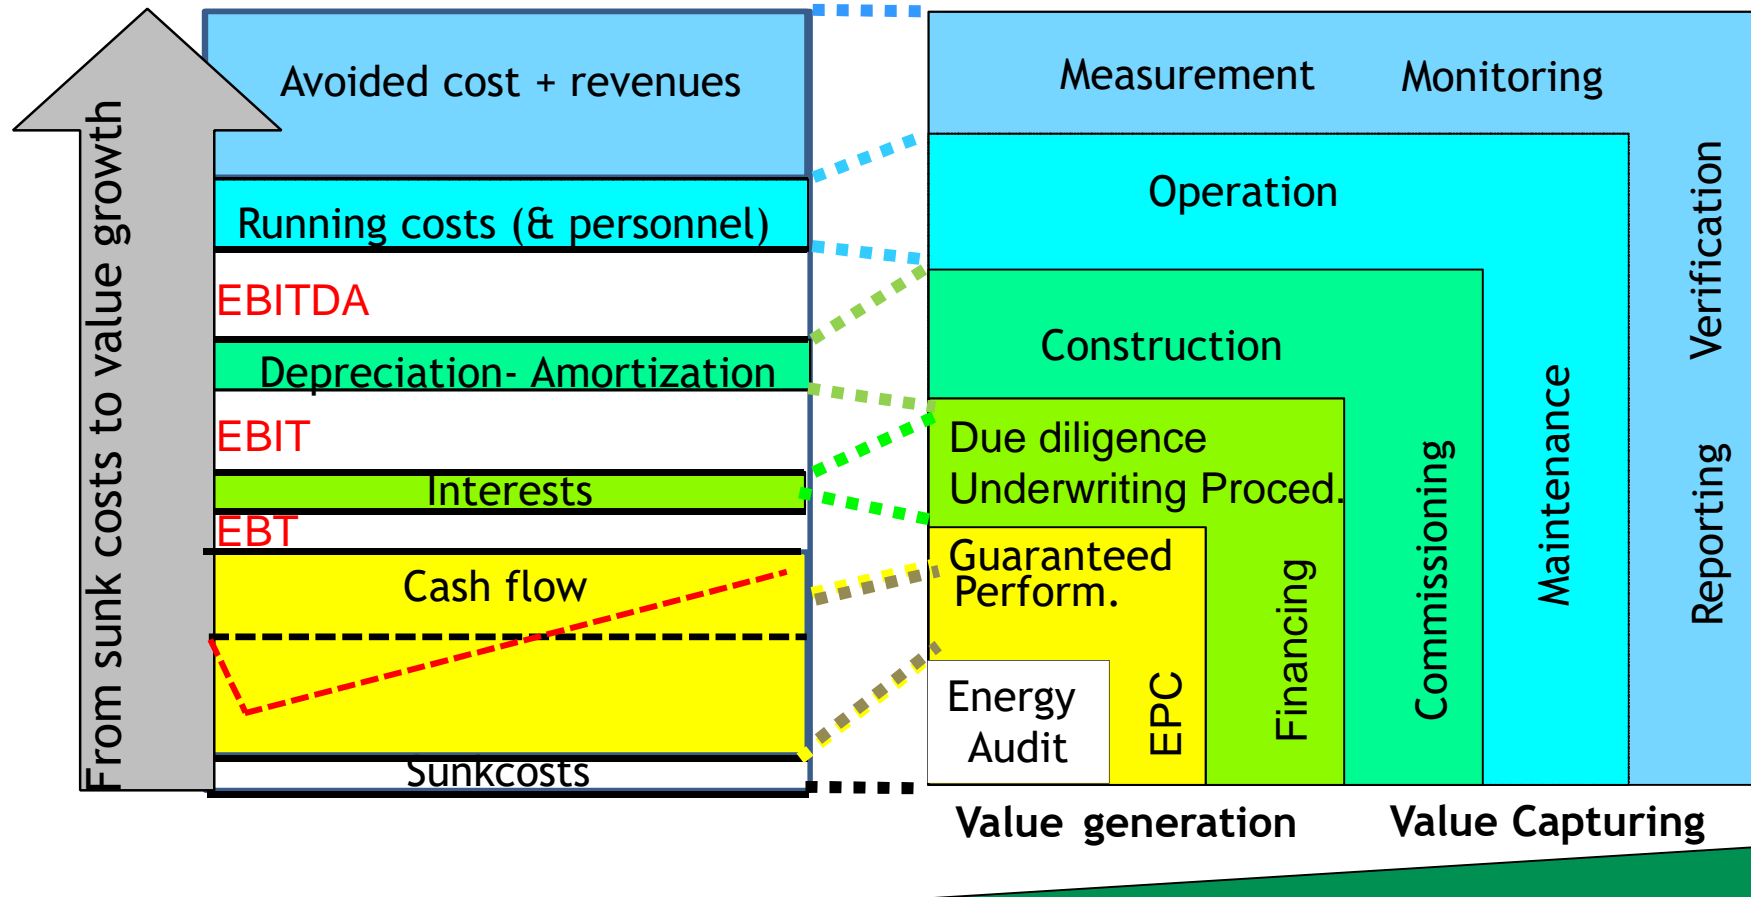 From sunk costs to value growth
Avoided cost + revenues
Running costs (& personnel)
EBITDA
Depreciation- Amortization
EBIT
Interests
EBT
Cash flow
Sunkcosts
Measurement
Monitoring
Verification
Reporting
Operation
Maintenance
Construction
Commissioning
Due diligence
Underwriting Proced.
Financing
Guaranteed
Perform.
EPC
Energy
Audit
Value generation
Value Capturing